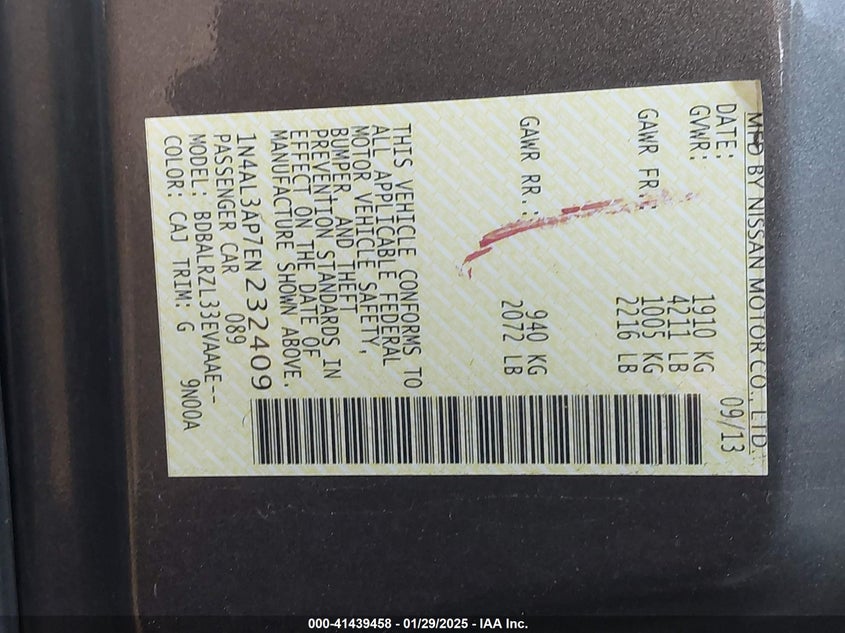 MFD BY NISSAN MOTOR CO., LTD.
DATE: 09/13
GVWR: 1910 KG
4211 LB
GAWR FR.: 1005 KG
2216 LB
GAWR RR.: 940 KG
2072 LB
THIS VEHICLE CONFORMS TO
ALL APPLICABLE FEDERAL
MOTOR VEHICLE SAFETY,
BUMPER, AND THEFT
PREVENTION STANDARDS IN
EFFECT ON THE DATE OF
MANUFACTURE SHOWN ABOVE.
1N4AL3AP7EN232409
PASSENGER CAR 089
MODEL: BDBALRZL33EVAAAE--
COLOR: CAJ TRIM: G 9N00A
000-41439458 - 01/29/2025 - IAA Inc.